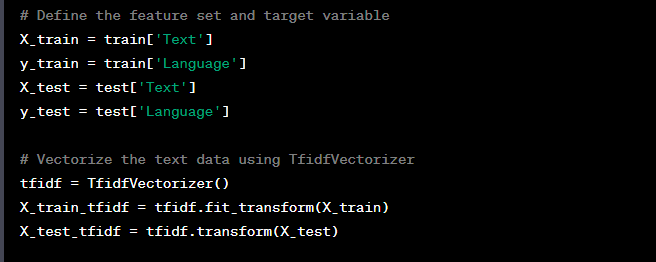 # Define the feature set and target variable
X_train = train['Text']
y_train = train['Language']
X_test = test['Text']
y_test = test['Language']
# Vectorize the text data using TfidfVectorizer
tfidf = TfidfVectorizer()
X_train_tfidf = tfidf.fit_transform(X_train)
X_test_tfidf = tfidf.transform(X_test)